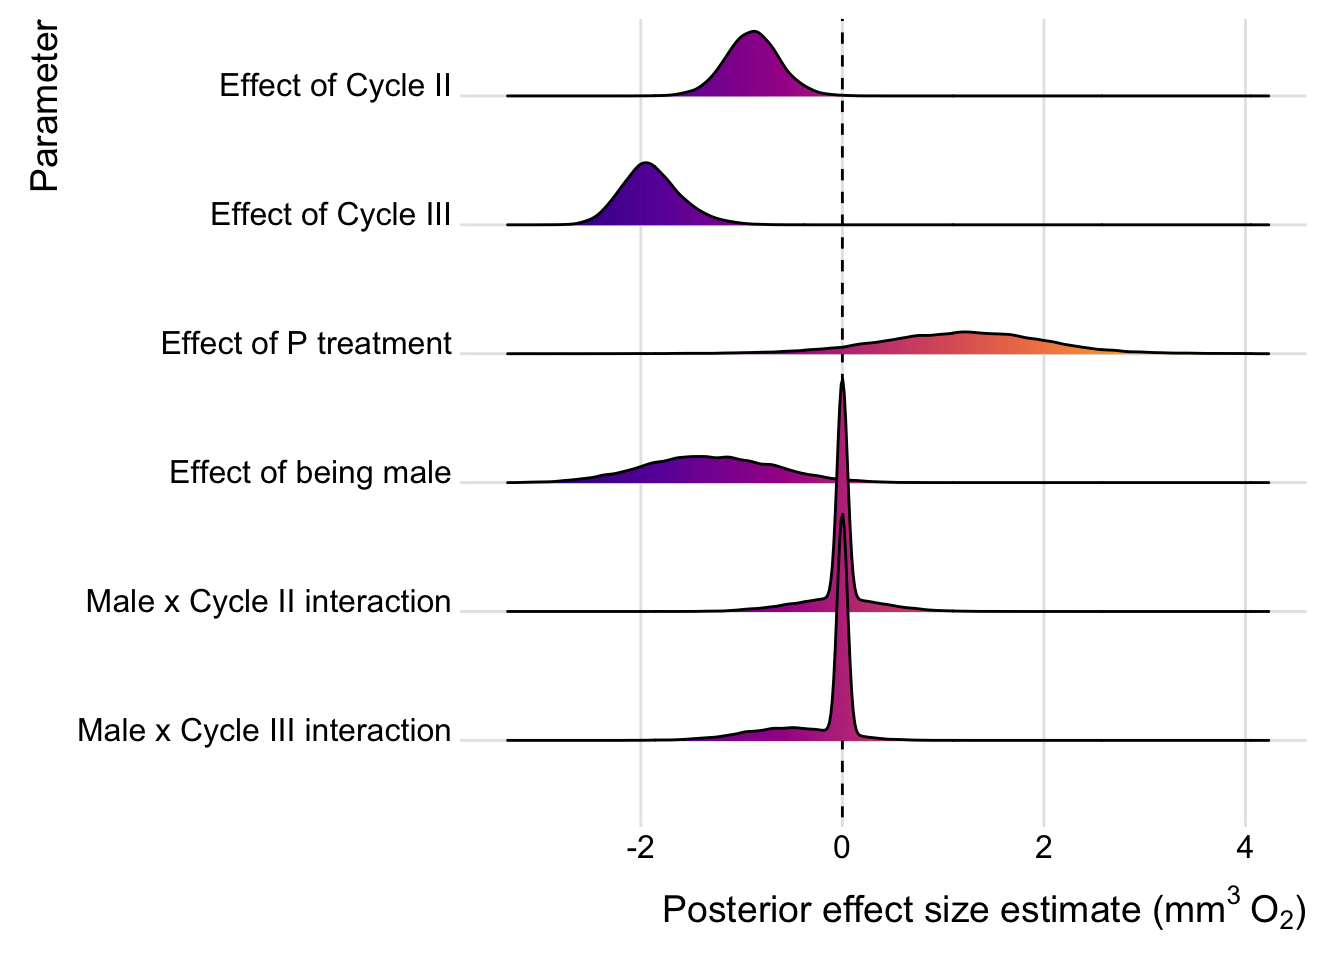 Parameter
Effect of Cycle II
Effect of Cycle III
Effect of P treatment
Effect of being male
Male x Cycle II interaction
Male x Cycle III interaction
-2 0 2 4
Posterior effect size estimate (mm³ O₂)